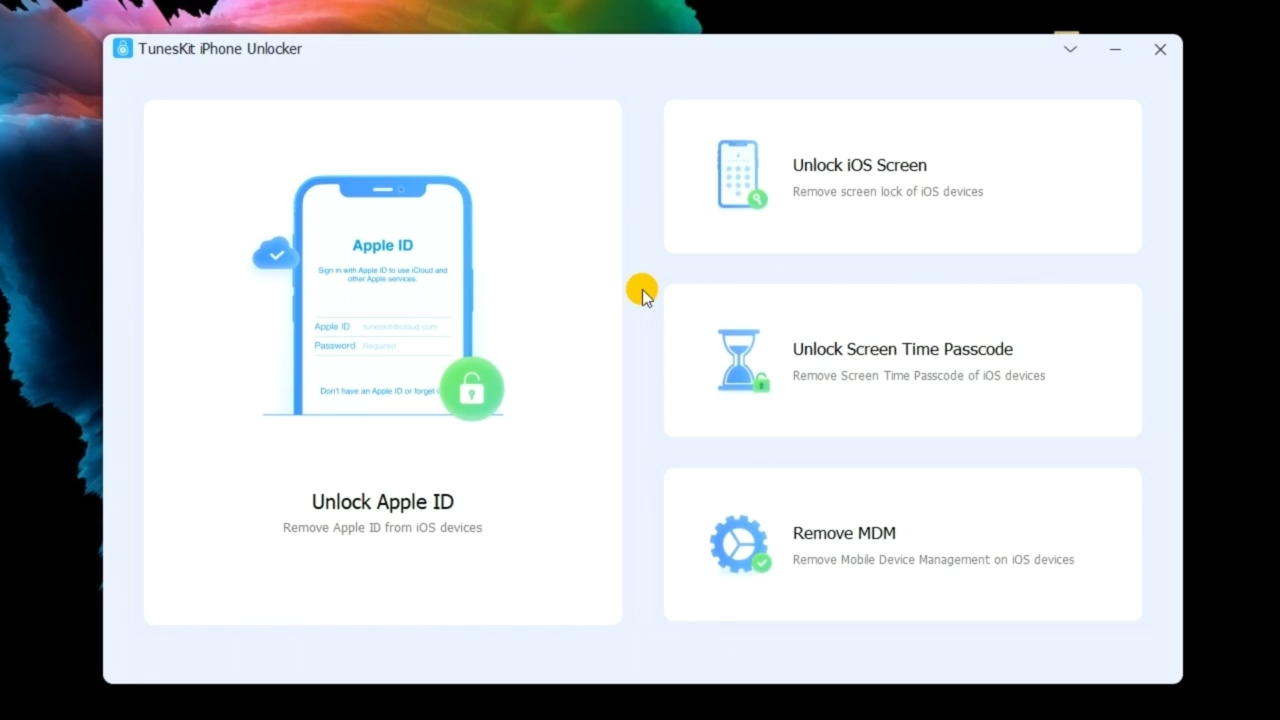 TunesKit iPhone Unlocker
Apple ID
Sign in with Apple ID to use iCloud and
other Apple services.
Apple ID tuneskit@icloud.com
Password Required
Don't have an Apple ID or forget
Unlock Apple ID
Remove Apple ID from iOS devices
Unlock iOS Screen
Remove screen lock of iOS devices
Unlock Screen Time Passcode
Remove Screen Time Passcode of iOS devices
Remove MDM
Remove Mobile Device Management on iOS devices